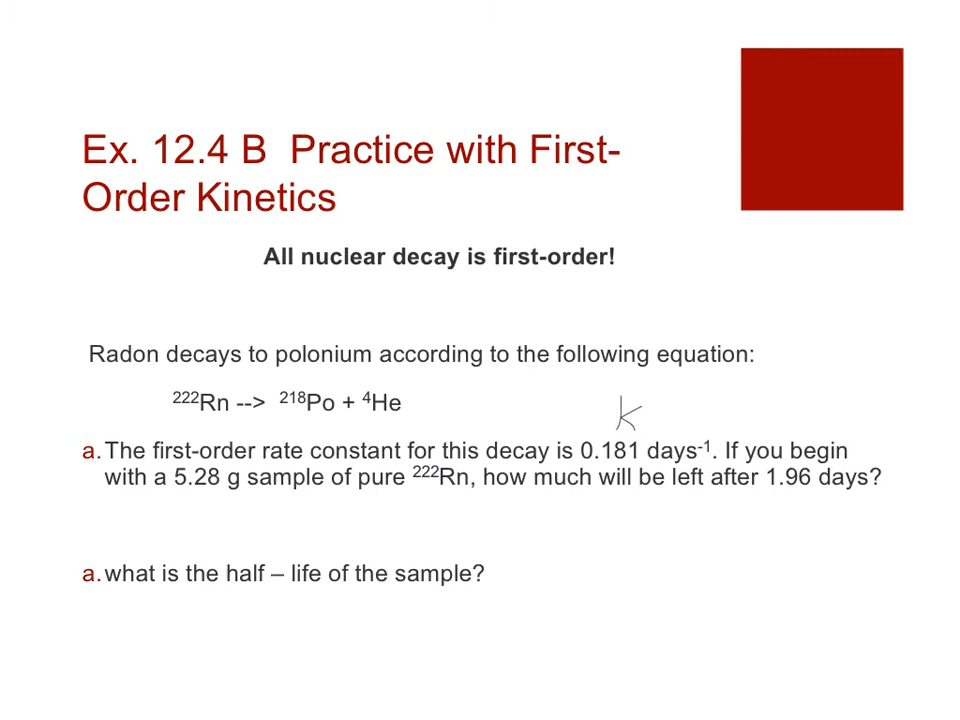 Ex. 12.4 B  Practice with First-
Order Kinetics
All nuclear decay is first-order!
Radon decays to polonium according to the following equation:
²²²Rn --> ²¹⁸Po + ⁴He
K
a. The first-order rate constant for this decay is 0.181 days⁻¹. If you begin
with a 5.28 g sample of pure ²²²Rn, how much will be left after 1.96 days?
a. what is the half – life of the sample?